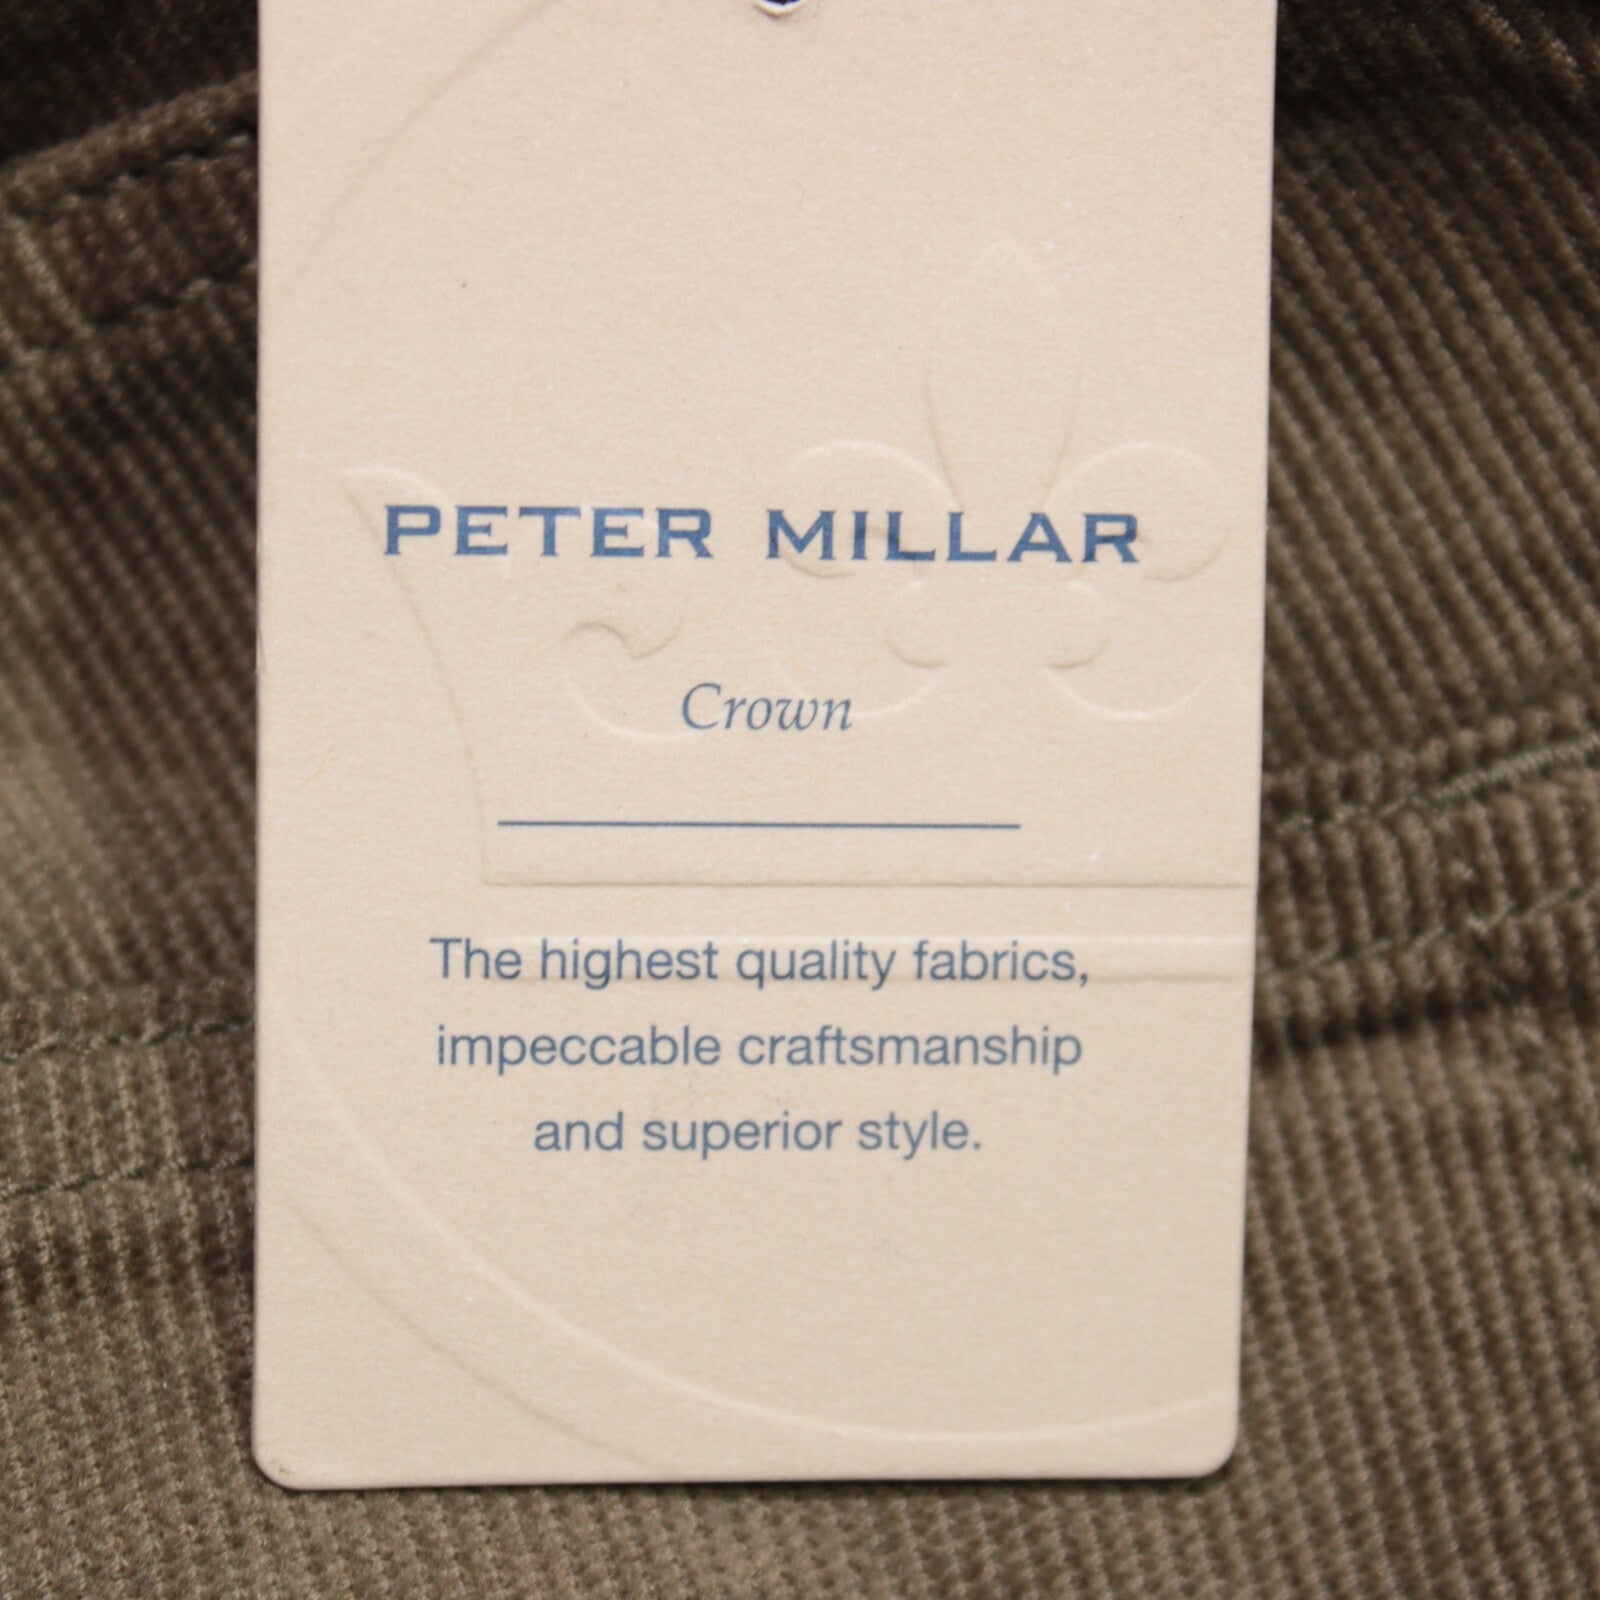 PETER MILLAR
Crown
The highest quality fabrics,
impeccable craftsmanship
and superior style.